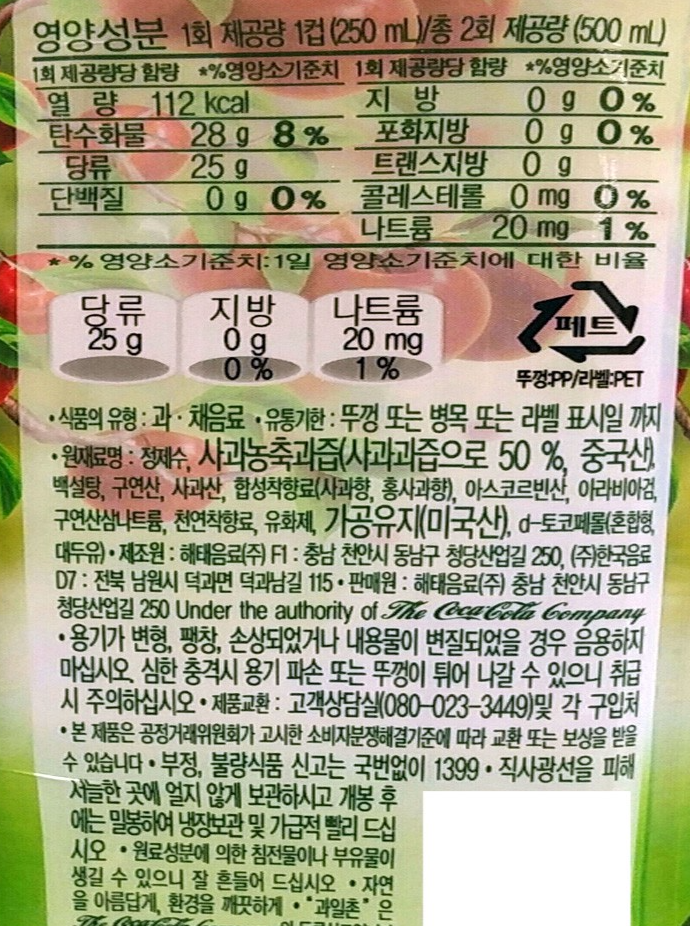 영양성분 1회 제공량 1컵 (250 mL)/총 2회 제공량 (500 mL)
1회 제공량당 함량 *%영양소기준치 1회 제공량당 함량 *%영양소기준치
열 량 112 kcal 지 방 0 g 0 %
탄수화물 28 g 8 % 포화지방 0 g 0 %
당류 25 g 트랜스지방 0 g
단백질 0 g 0 % 콜레스테롤 0 mg 0 %
나트륨 20 mg 1 %
* % 영양소기준치:1일 영양소기준치에 대한 비율
당류 지방 나트륨
25 g 0 g 20 mg
0 % 1 %
페트
뚜껑:PP/라벨:PET
•식품의 유형 : 과·채음료 •유통기한 : 뚜껑 또는 병목 또는 라벨 표시일 까지
•원재료명 : 정제수, 사과농축과즙(사과과즙으로 50 %, 중국산),
백설탕, 구연산, 사과산, 합성착향료(사과향, 홍사과향), 아스코르빈산, 아라비아검,
구연산삼나트륨, 천연착향료, 유화제, 가공유지(미국산), d-토코페롤(혼합형,
대두유) • 제조원 : 해태음료(주) F1 : 충남 천안시 동남구 청당산업길 250, (주)한국음료
D7 : 전북 남원시 덕과면 덕과남길 115 • 판매원 : 해태음료(주) 충남 천안시 동남구
청당산업길 250 Under the authority of The Coca-Cola Company
•용기가 변형, 팽창, 손상되었거나 내용물이 변질되었을 경우 음용하지
마십시오. 심한 충격시 용기 파손 또는 뚜껑이 튀어 나갈 수 있으니 취급
시 주의하십시오 • 제품교환 : 고객상담실(080-023-3449)및 각 구입처
•본 제품은 공정거래위원회가 고시한 소비자분쟁해결기준에 따라 교환 또는 보상을 받을
수 있습니다 • 부정, 불량식품 신고는 국번없이 1399 • 직사광선을 피해
서늘한 곳에 얼지 않게 보관하시고 개봉 후
에는 밀봉하여 냉장보관 및 가급적 빨리 드십
시오 •원료성분에 의한 침전물이나 부유물이
생길 수 있으니 잘 흔들어 드십시오 •자연
을 아름답게, 환경을 깨끗하게 •"과일촌"은
The Coca-Cola